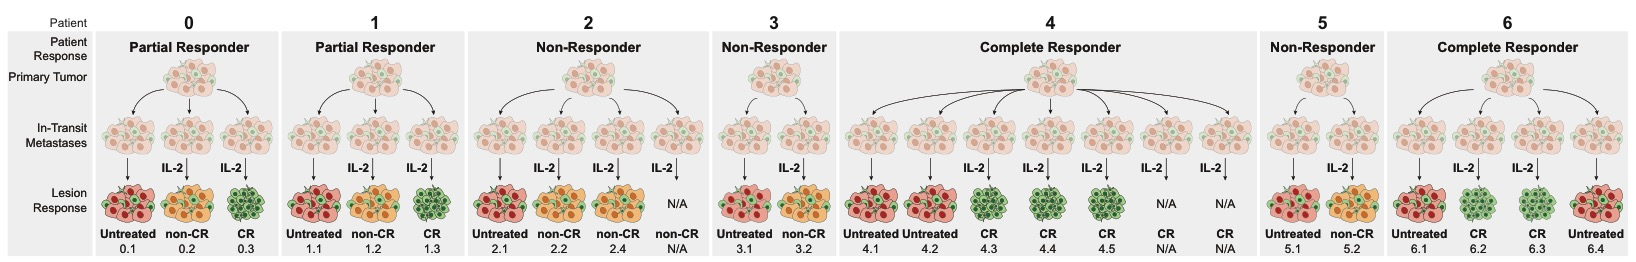 Patient 0 1 2 3 4 5 6
Patient Response Partial Responder Partial Responder Non-Responder Non-Responder Complete Responder Non-Responder Complete Responder
Primary Tumor
In-Transit Metastases
IL-2 IL-2 IL-2 IL-2 IL-2 IL-2 IL-2 IL-2 IL-2 IL-2 IL-2 IL-2 IL-2 IL-2 IL-2 IL-2
Lesion Response N/A N/A N/A
Untreated non-CR CR Untreated non-CR CR Untreated non-CR non-CR non-CR Untreated non-CR Untreated Untreated CR CR CR CR CR Untreated non-CR Untreated CR CR Untreated
0.1 0.2 0.3 1.1 1.2 1.3 2.1 2.2 2.4 N/A 3.1 3.2 4.1 4.2 4.3 4.4 4.5 N/A N/A 5.1 5.2 6.1 6.2 6.3 6.4